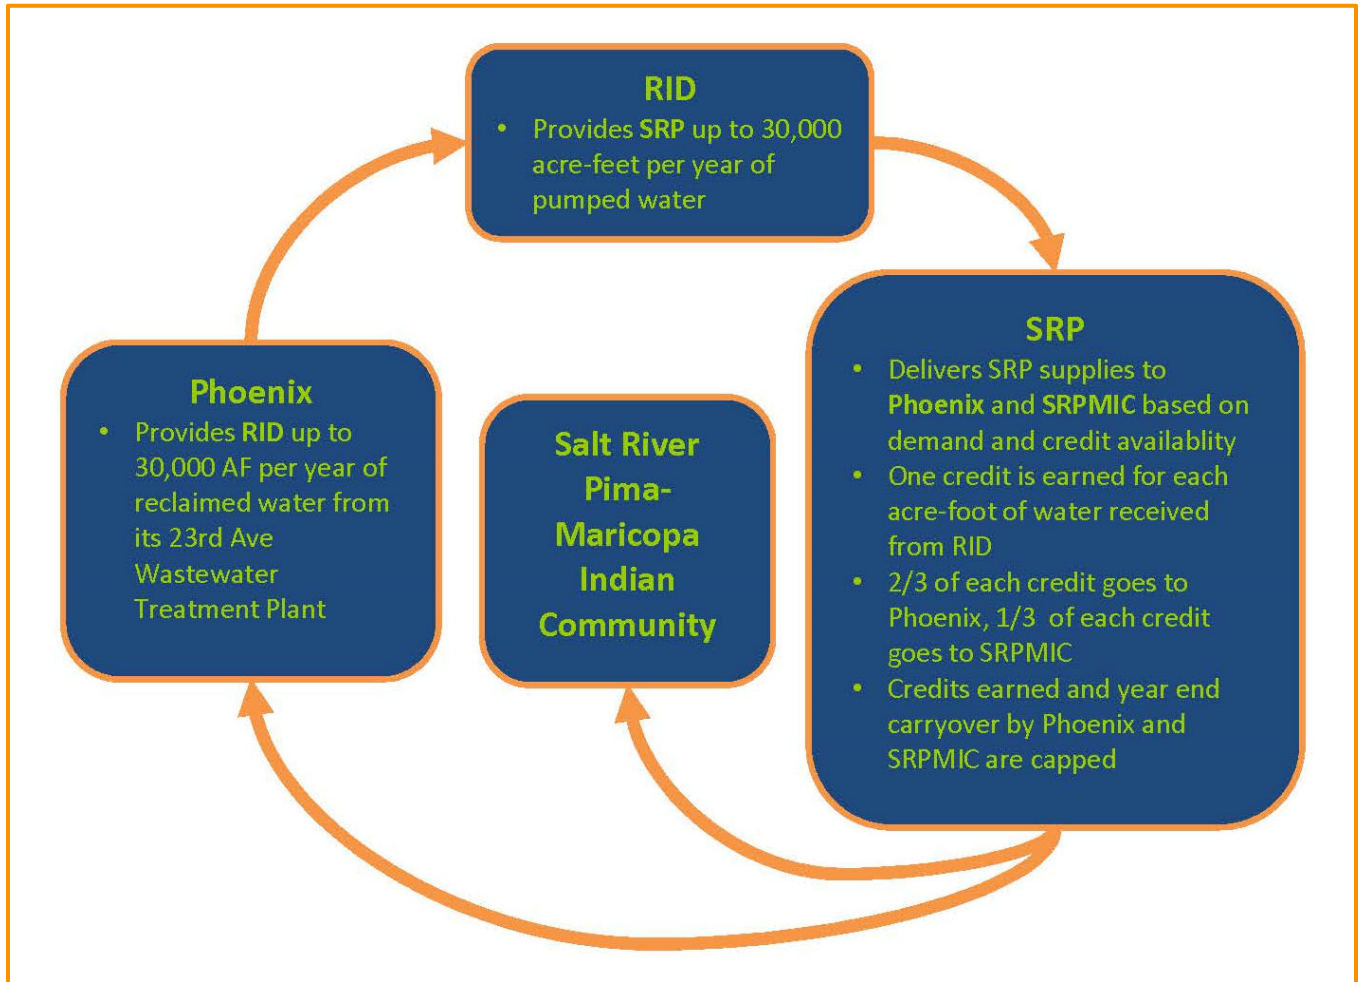 RID
• Provides SRP up to 30,000
acre-feet per year of
pumped water
Phoenix
• Provides RID up to
30,000 AF per year of
reclaimed water from
its 23rd Ave
Wastewater
Treatment Plant
Salt River
Pima-
Maricopa
Indian
Community
SRP
• Delivers SRP supplies to
Phoenix and SRPMIC based on
demand and credit availablity
• One credit is earned for each
acre-foot of water received
from RID
• 2/3 of each credit goes to
Phoenix, 1/3 of each credit
goes to SRPMIC
• Credits earned and year end
carryover by Phoenix and
SRPMIC are capped